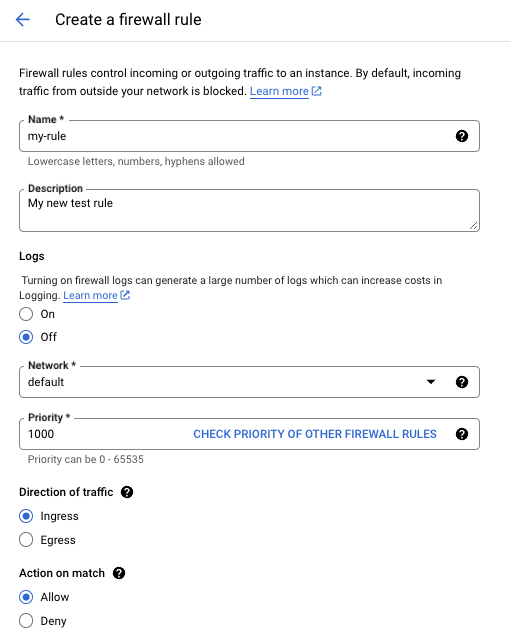 Create a firewall rule
Firewall rules control incoming or outgoing traffic to an instance. By default, incoming
traffic from outside your network is blocked. Learn more
Name *
my-rule
Lowercase letters, numbers, hyphens allowed
Description
My new test rule
Logs
Turning on firewall logs can generate a large number of logs which can increase costs in
Logging. Learn more
On
Off
Network *
default
Priority *
1000 CHECK PRIORITY OF OTHER FIREWALL RULES
Priority can be 0 - 65535
Direction of traffic
Ingress
Egress
Action on match
Allow
Deny